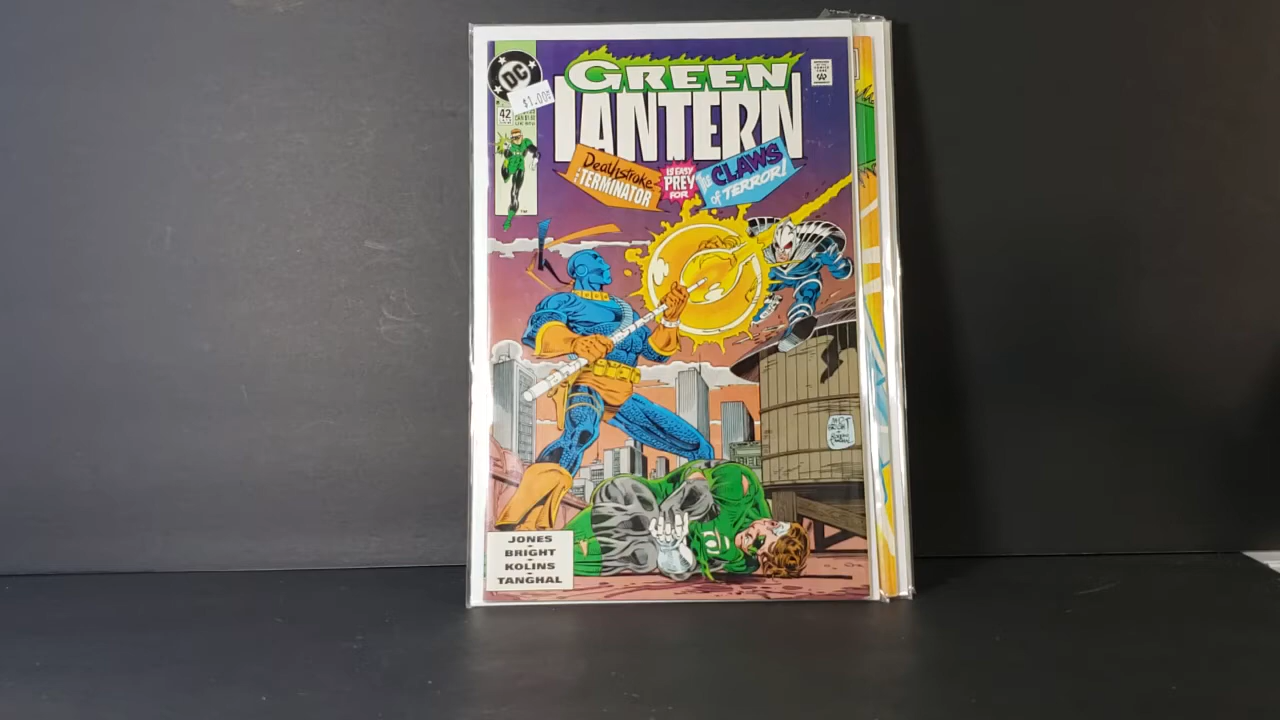 DC
$1.00
42
GREEN
LANTERN
Deathstroke
THE TERMINATOR
IS EASY
PREY
FOR
THE CLAWS
of TERROR!
JONES
BRIGHT
KOLINS
TANGHAL